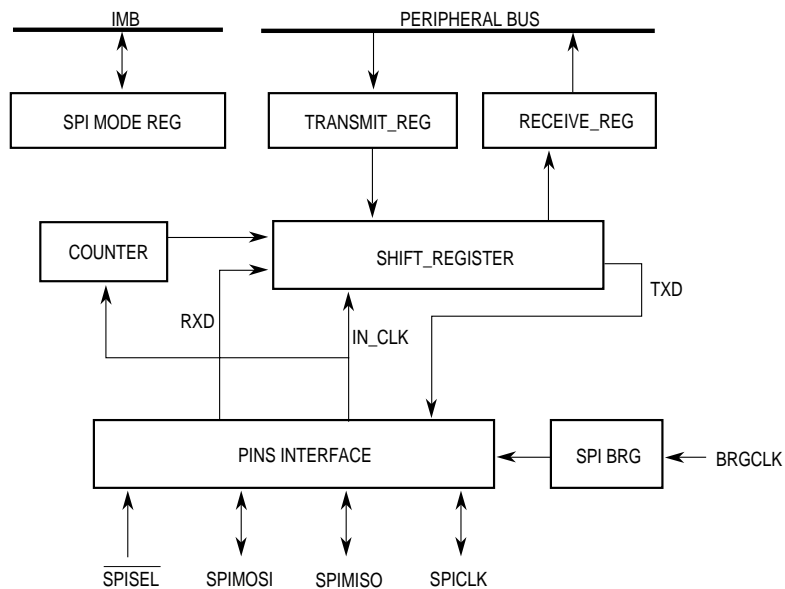 IMB
PERIPHERAL BUS
SPI MODE REG
TRANSMIT_REG
RECEIVE_REG
COUNTER
SHIFT_REGISTER
TXD
RXD
IN_CLK
PINS INTERFACE
SPI BRG
BRGCLK
SPISEL
SPIMOSI
SPIMISO
SPICLK